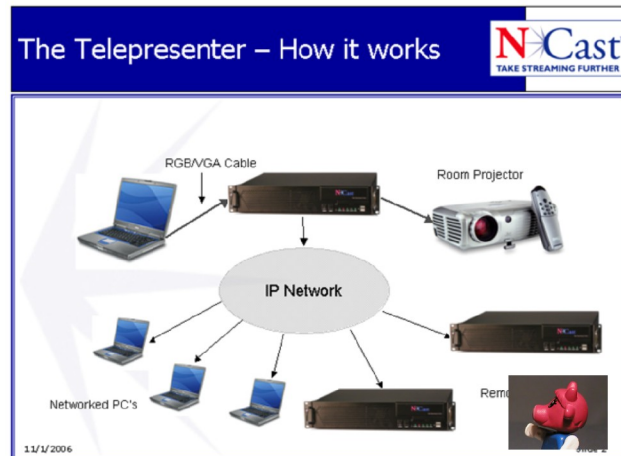 The Telepresenter – How it works
N Cast
TAKE STREAMING FURTHER
RGB/VGA Cable
Room Projector
IP Network
Networked PC's
11/1/2006